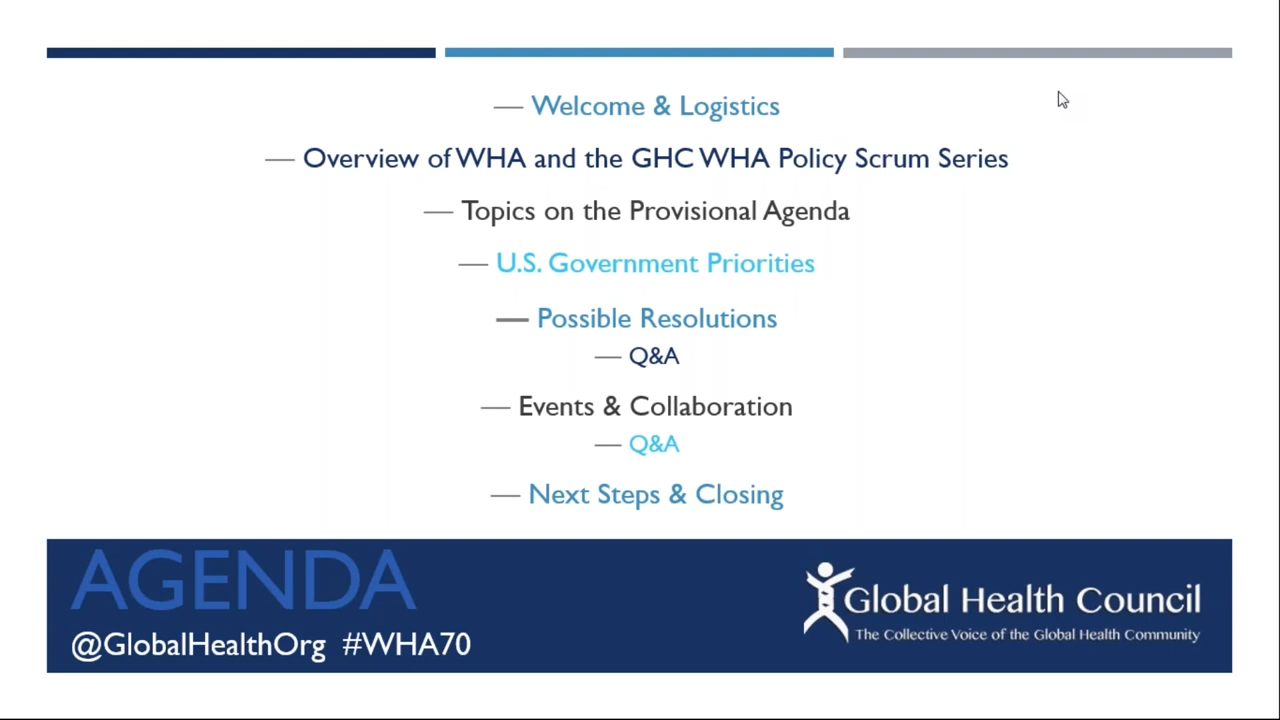 — Welcome & Logistics
— Overview of WHA and the GHC WHA Policy Scrum Series
— Topics on the Provisional Agenda
— U.S. Government Priorities
— Possible Resolutions
— Q&A
— Events & Collaboration
— Q&A
— Next Steps & Closing
AGENDA
@GlobalHealthOrg #WHA70
Global Health Council
The Collective Voice of the Global Health Community